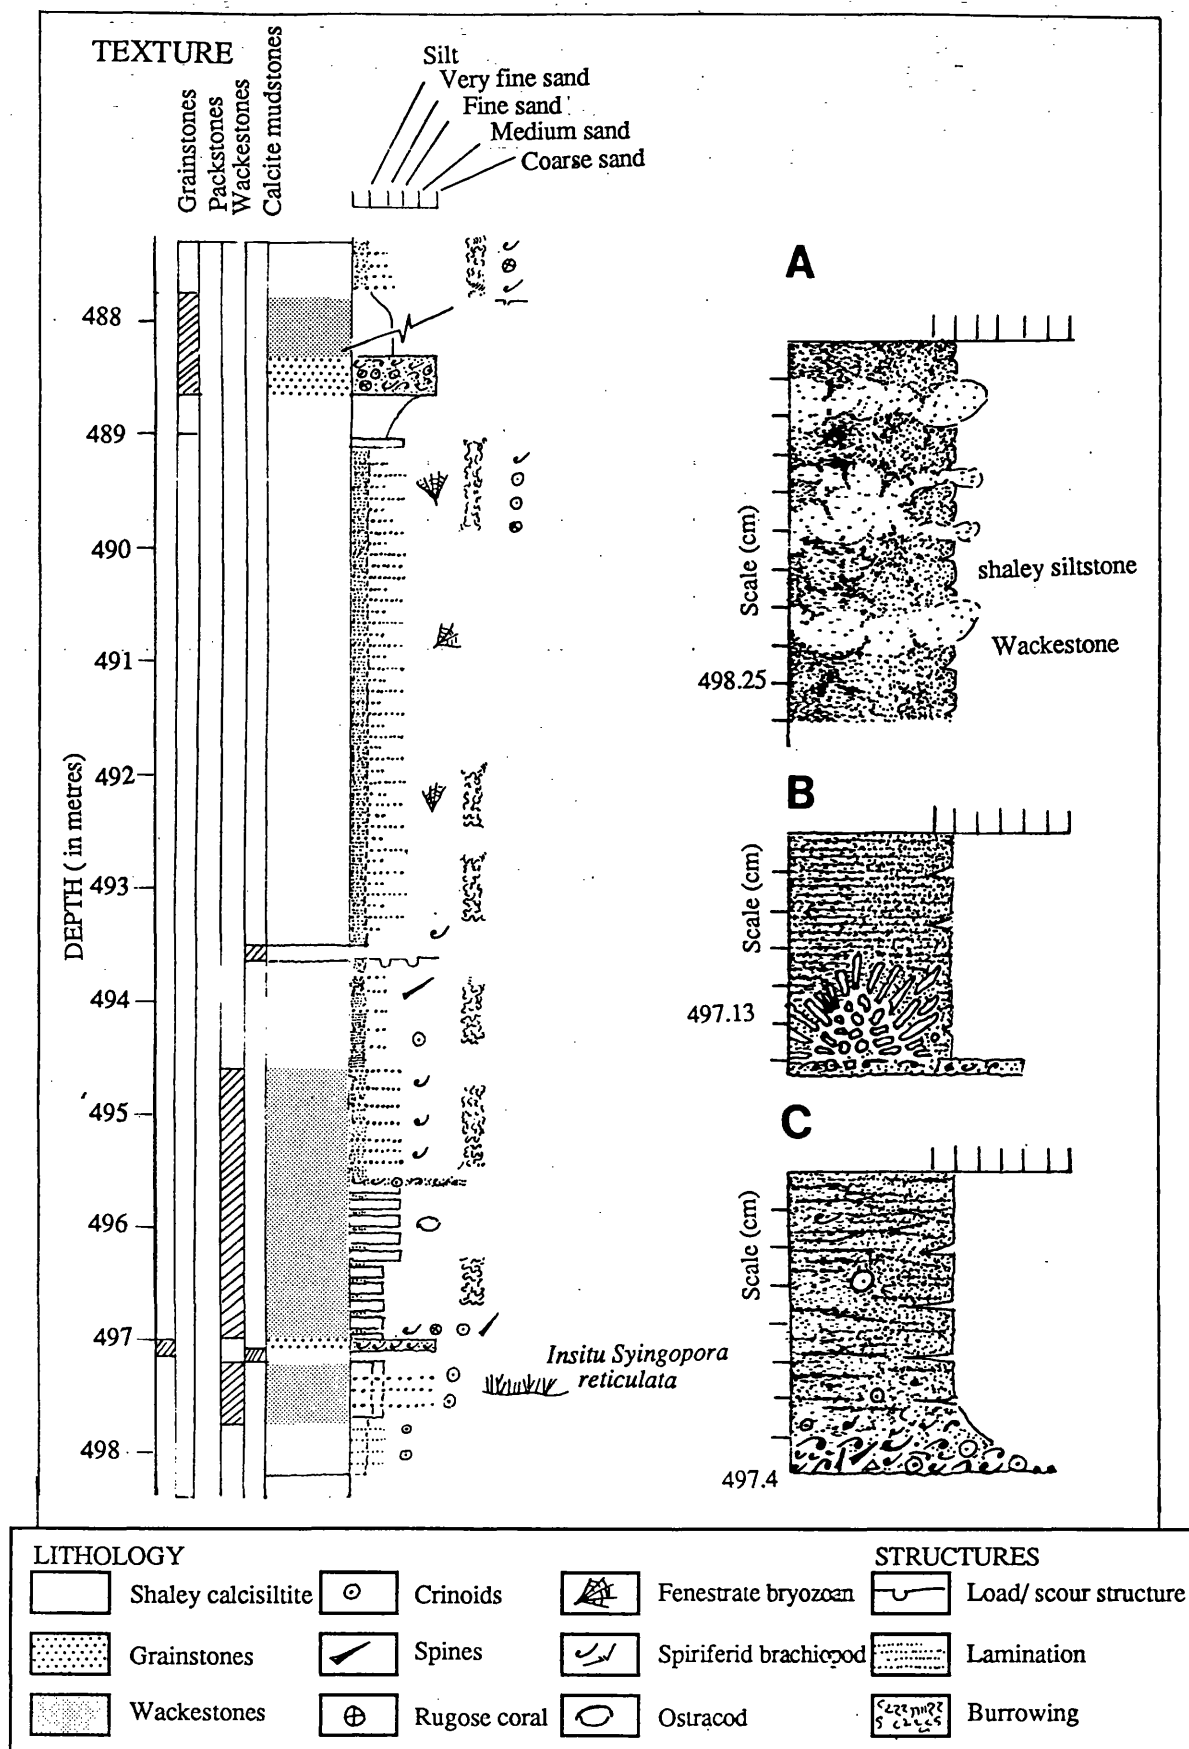 TEXTURE
Grainstones
Packstones
Wackestones
Calcite mudstones
Silt
Very fine sand
Fine sand
Medium sand
Coarse sand
DEPTH ( in metres)
488
489
490
491
492
493
494
495
496
497
498
Insitu Syingopora
reticulata
A
Scale (cm)
shaley siltstone
Wackestone
498.25
B
Scale (cm)
497.13
C
Scale (cm)
497.4
LITHOLOGY
Shaley calcisiltite
Grainstones
Wackestones
Crinoids
Spines
Rugose coral
Fenestrate bryozoan
Spiriferid brachiopod
Ostracod
STRUCTURES
Load/ scour structure
Lamination
Burrowing